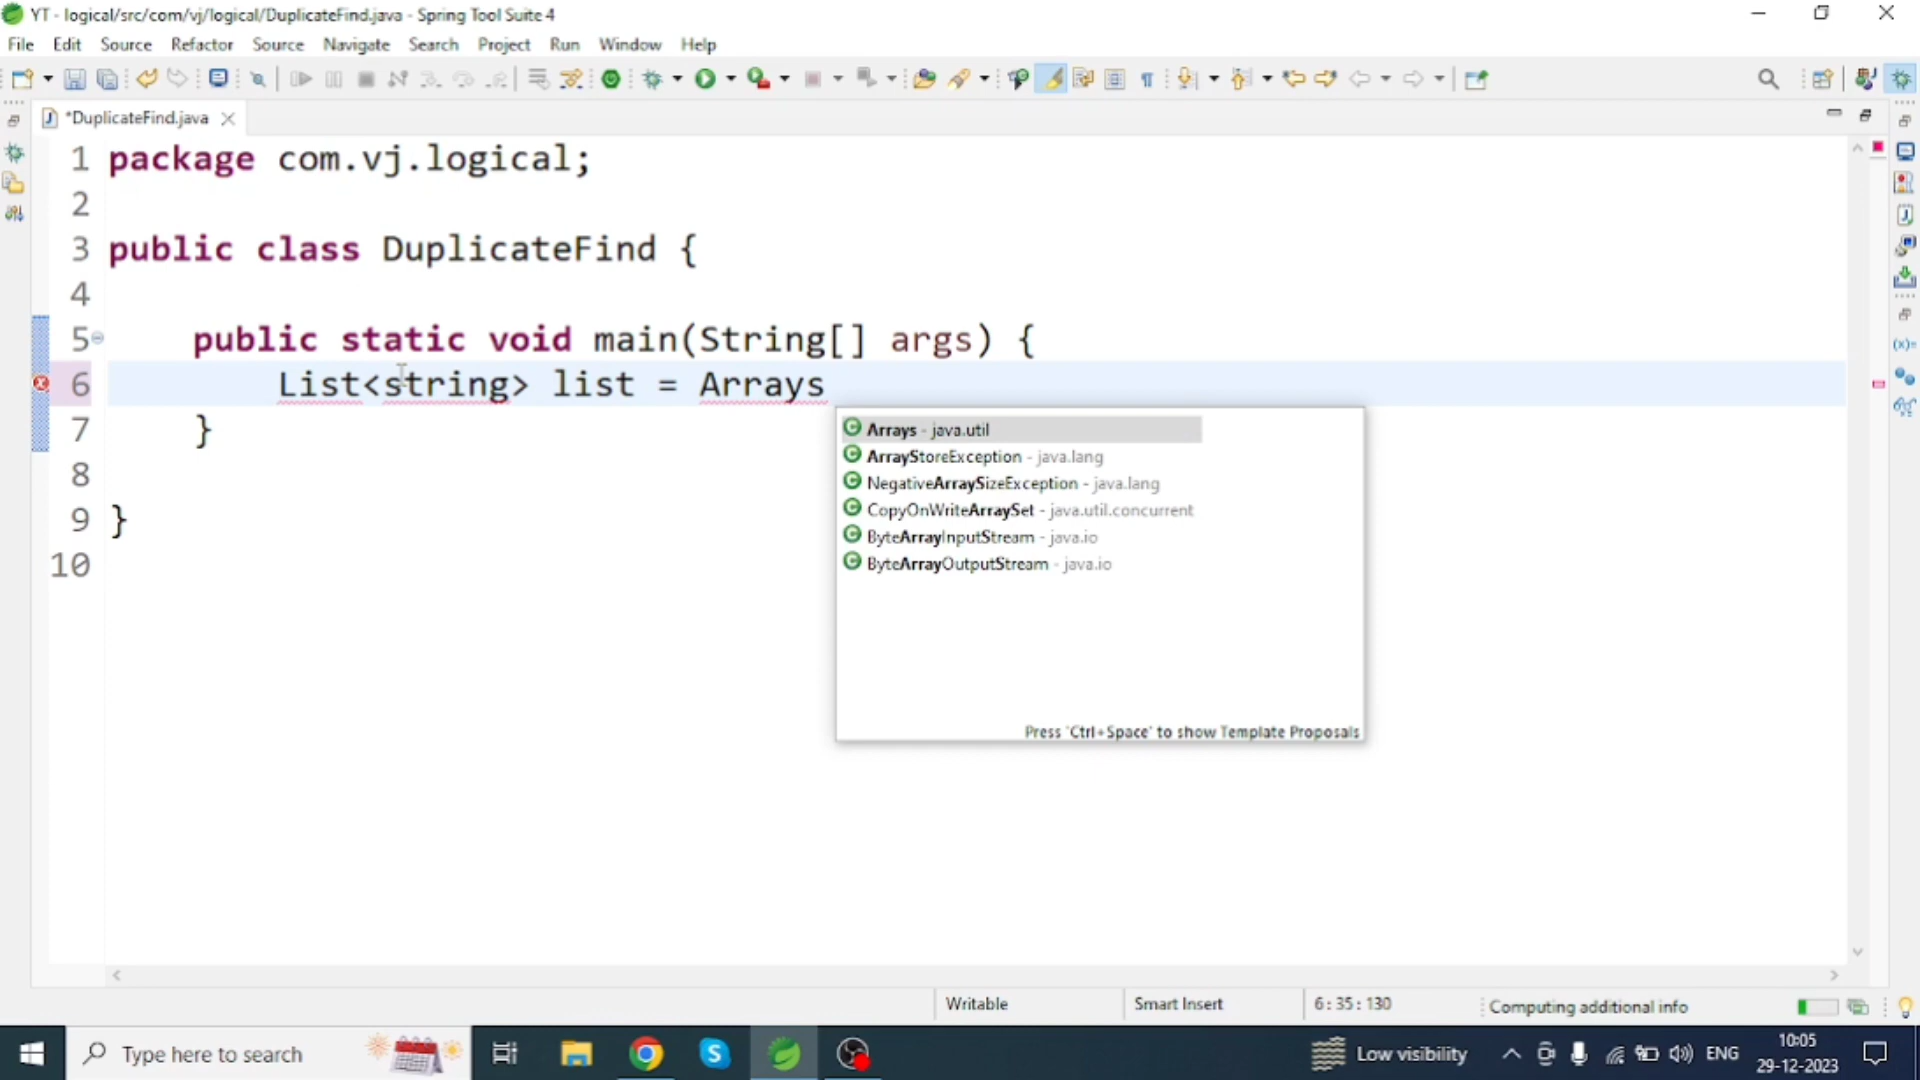 YT - logical/src/com/vj/logical/DuplicateFind.java - Spring Tool Suite 4
File Edit Source Refactor Source Navigate Search Project Run Window Help
*DuplicateFind.java
1 package com.vj.logical;
2
3 public class DuplicateFind {
4
5 public static void main(String[] args) {
6 List<string> list = Arrays
7 }
8
9 }
10
Arrays - java.util
ArrayStoreException - java.lang
NegativeArraySizeException - java.lang
CopyOnWriteArraySet - java.util.concurrent
ByteArrayInputStream - java.io
ByteArrayOutputStream - java.io
Press 'Ctrl+Space' to show Template Proposals
Writable Smart Insert 6 : 35 : 130 Computing additional info
Type here to search Low visibility ENG 10:05
29-12-2023